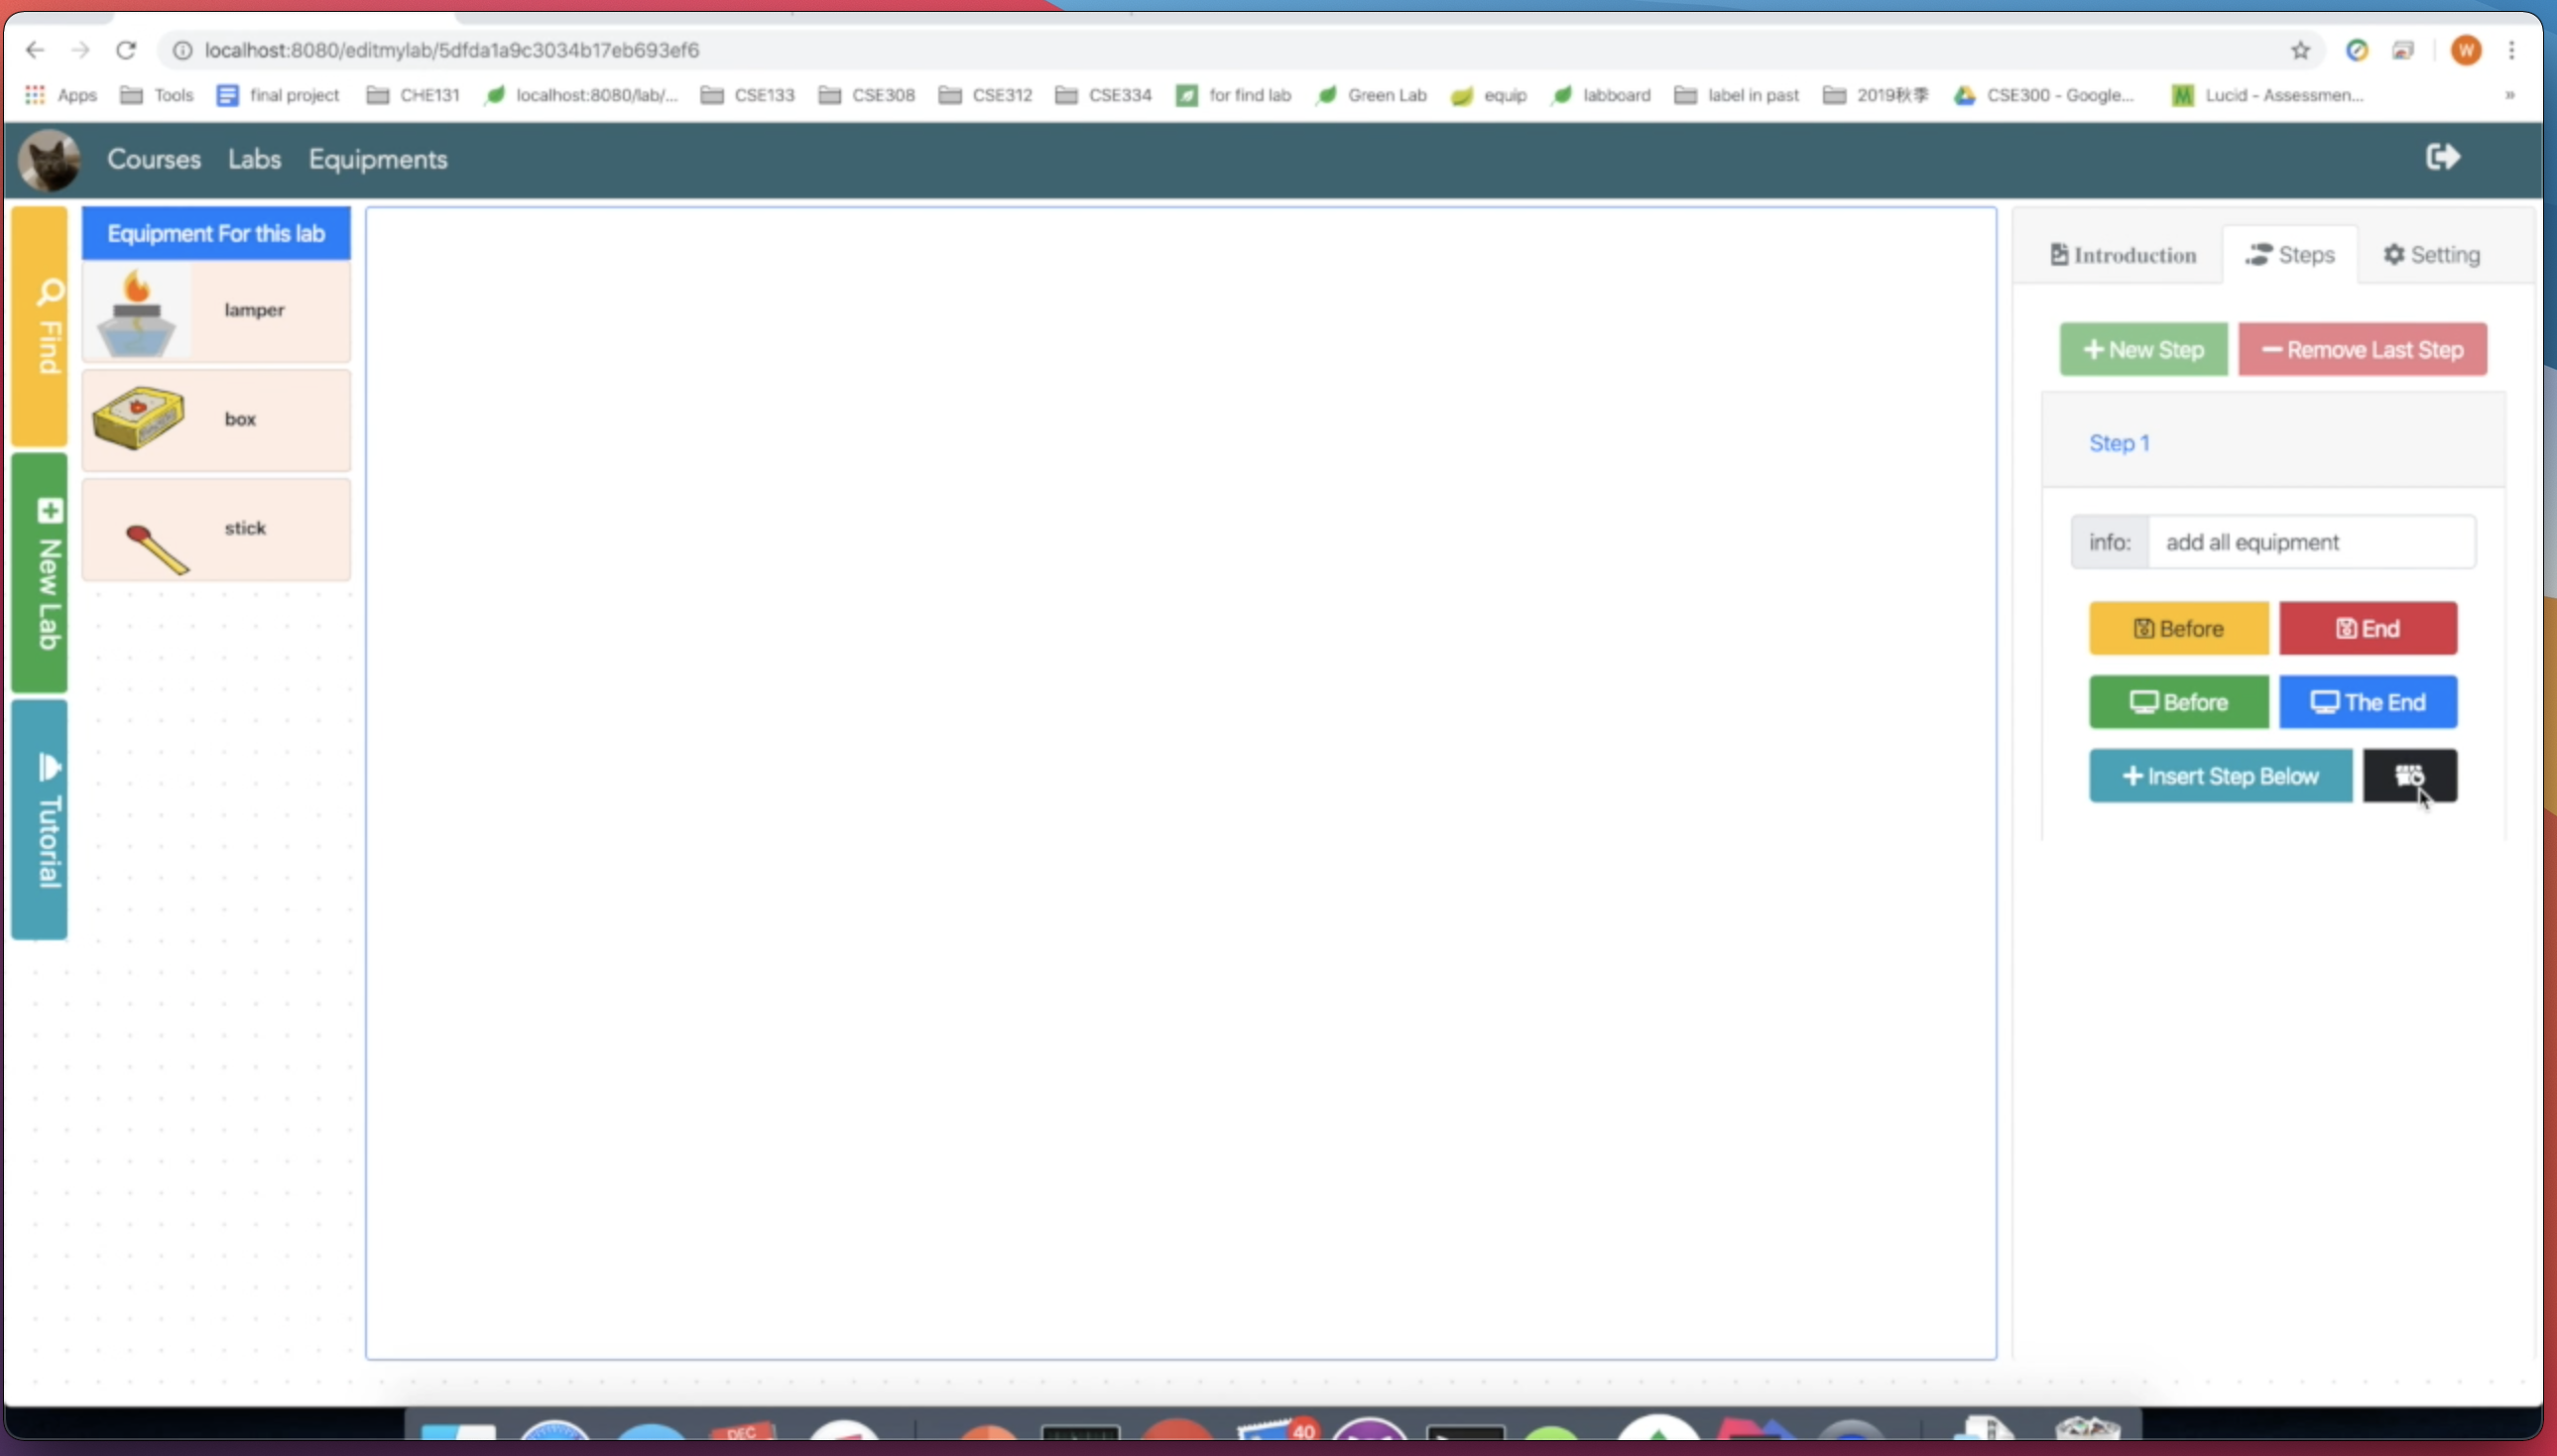 localhost:8080/editmylab/5dfda1a9c3034b17eb693ef6
W
Apps Tools final project CHE131 localhost:8080/lab/... CSE133 CSE308 CSE312 CSE334 for find lab Green Lab equip labboard label in past 2019秋季 CSE300 - Google... Lucid - Assessmen... »
Courses Labs Equipments
Find
New Lab
Tutorial
Equipment For this lab
lamper
box
stick
Introduction Steps Setting
New Step Remove Last Step
Step 1
info: add all equipment
Before End
Before The End
Insert Step Below
DEC
40